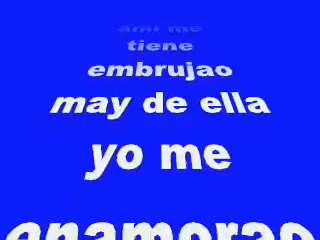 ami me
tiene
embrujao
may de ella
yo me
enamorao